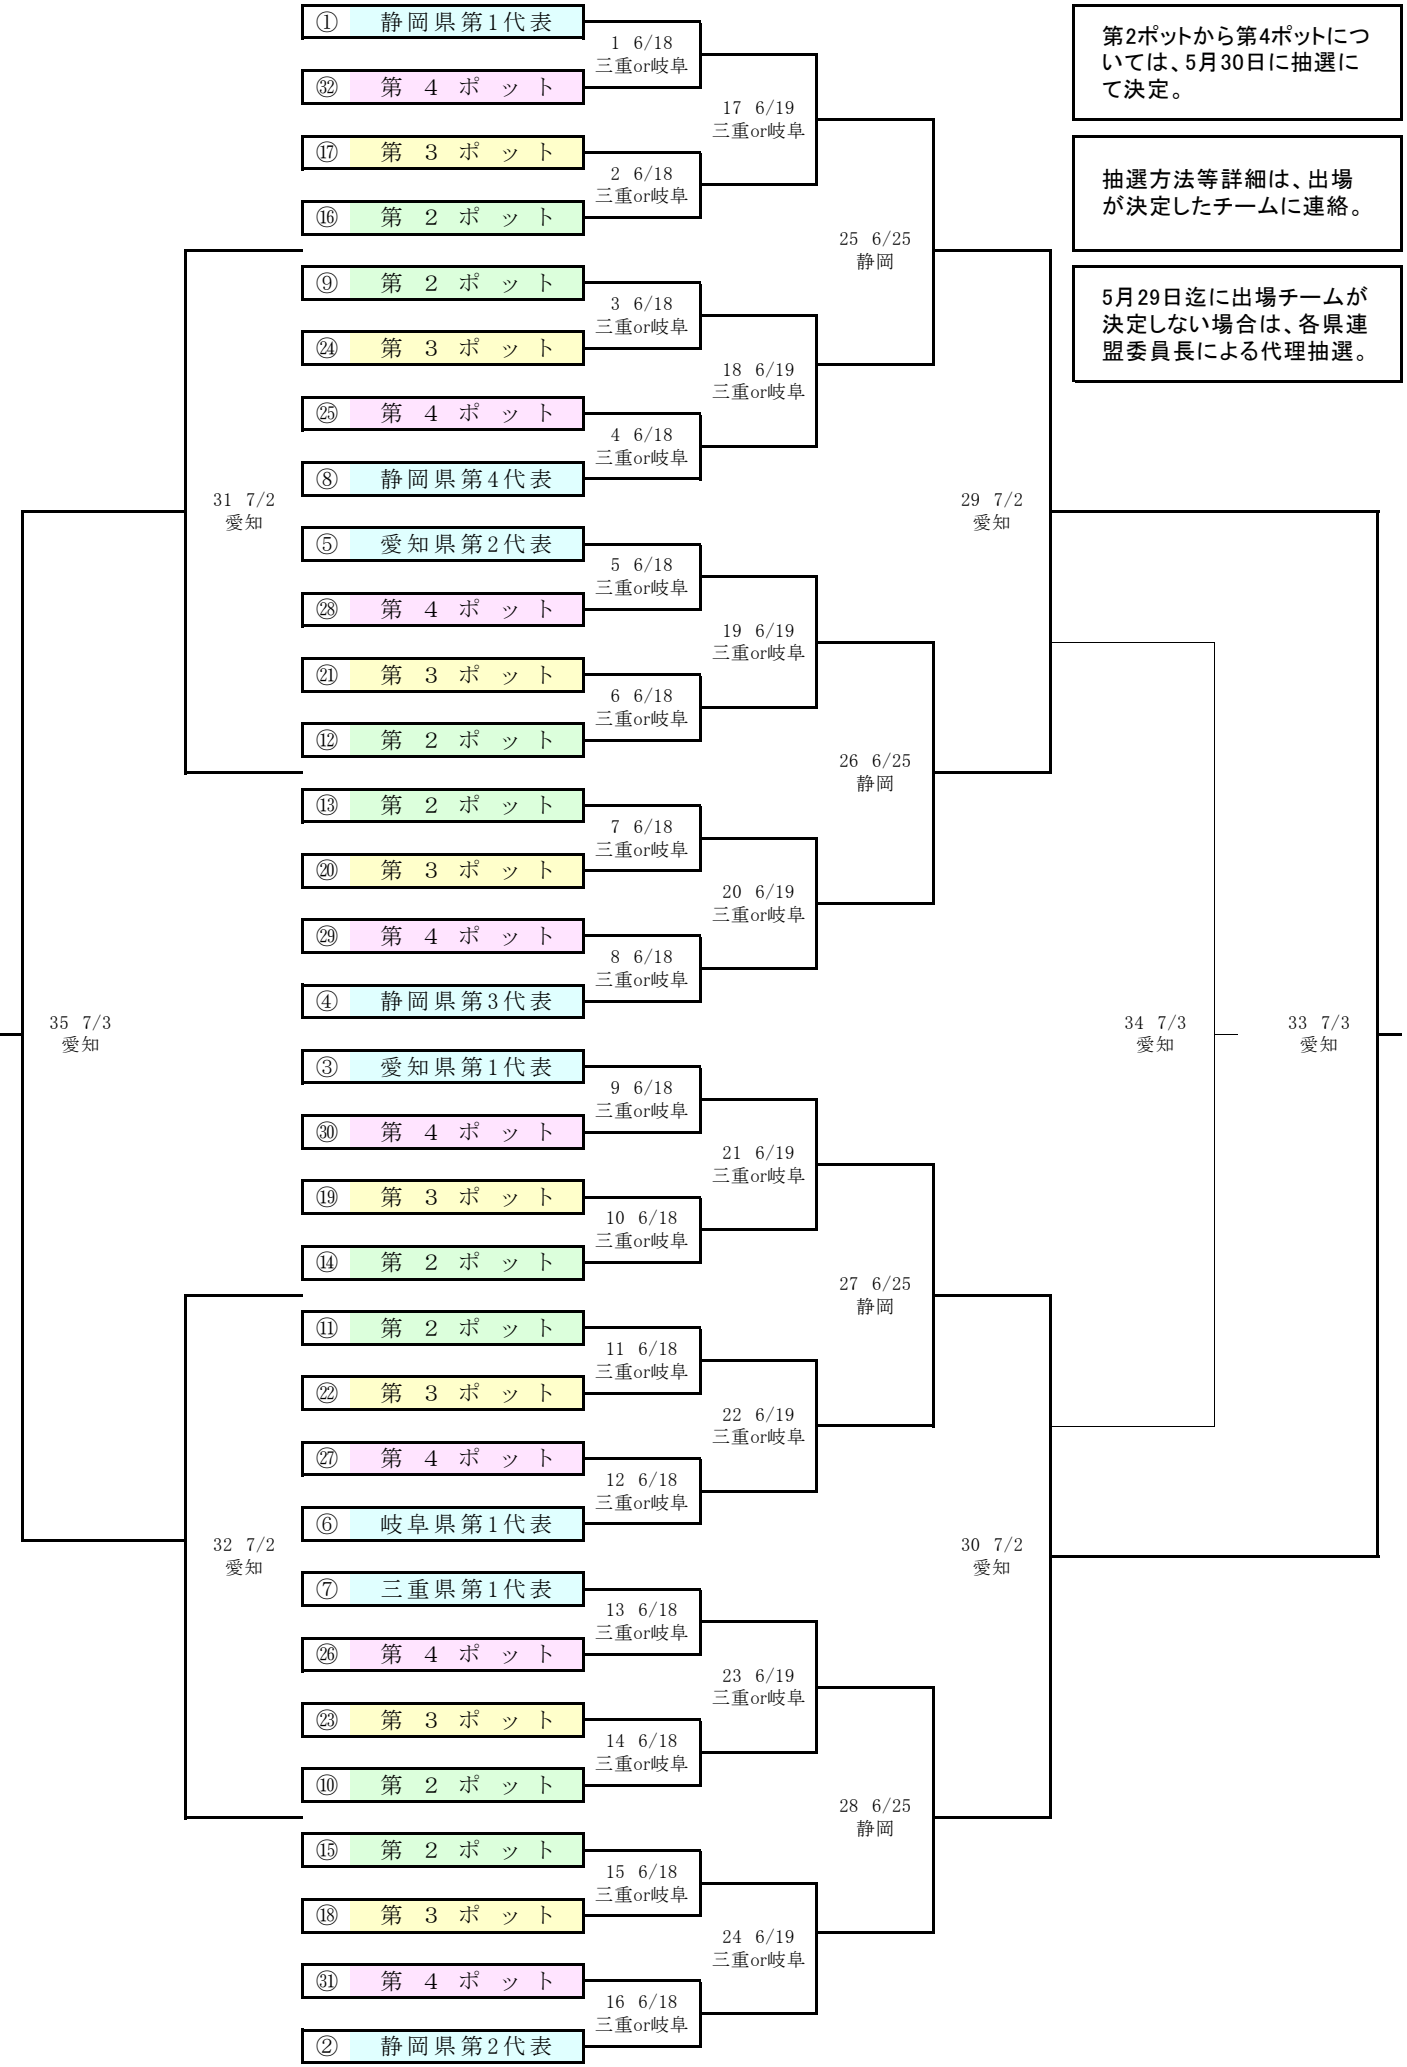 ① 静岡県第1代表
㉜ 第4ポット
⑰ 第3ポット
⑯ 第2ポット
⑨ 第2ポット
㉔ 第3ポット
㉕ 第4ポット
⑧ 静岡県第4代表
⑤ 愛知県第2代表
㉘ 第4ポット
㉑ 第3ポット
⑫ 第2ポット
⑬ 第2ポット
⑳ 第3ポット
㉙ 第4ポット
④ 静岡県第3代表
③ 愛知県第1代表
㉚ 第4ポット
⑲ 第3ポット
⑭ 第2ポット
⑪ 第2ポット
㉒ 第3ポット
㉗ 第4ポット
⑥ 岐阜県第1代表
⑦ 三重県第1代表
㉖ 第4ポット
㉓ 第3ポット
⑩ 第2ポット
⑮ 第2ポット
⑱ 第3ポット
㉛ 第4ポット
② 静岡県第2代表
1 6/18
三重or岐阜
2 6/18
三重or岐阜
3 6/18
三重or岐阜
4 6/18
三重or岐阜
5 6/18
三重or岐阜
6 6/18
三重or岐阜
7 6/18
三重or岐阜
8 6/18
三重or岐阜
9 6/18
三重or岐阜
10 6/18
三重or岐阜
11 6/18
三重or岐阜
12 6/18
三重or岐阜
13 6/18
三重or岐阜
14 6/18
三重or岐阜
15 6/18
三重or岐阜
16 6/18
三重or岐阜
17 6/19
三重or岐阜
18 6/19
三重or岐阜
19 6/19
三重or岐阜
20 6/19
三重or岐阜
21 6/19
三重or岐阜
22 6/19
三重or岐阜
23 6/19
三重or岐阜
24 6/19
三重or岐阜
25 6/25
静岡
26 6/25
静岡
27 6/25
静岡
28 6/25
静岡
29 7/2
愛知
30 7/2
愛知
31 7/2
愛知
32 7/2
愛知
33 7/3
愛知
34 7/3
愛知
35 7/3
愛知
第2ポットから第4ポットにつ
いては、5月30日に抽選に
て決定。
抽選方法等詳細は、出場
が決定したチームに連絡。
5月29日迄に出場チームが
決定しない場合は、各県連
盟委員長による代理抽選。